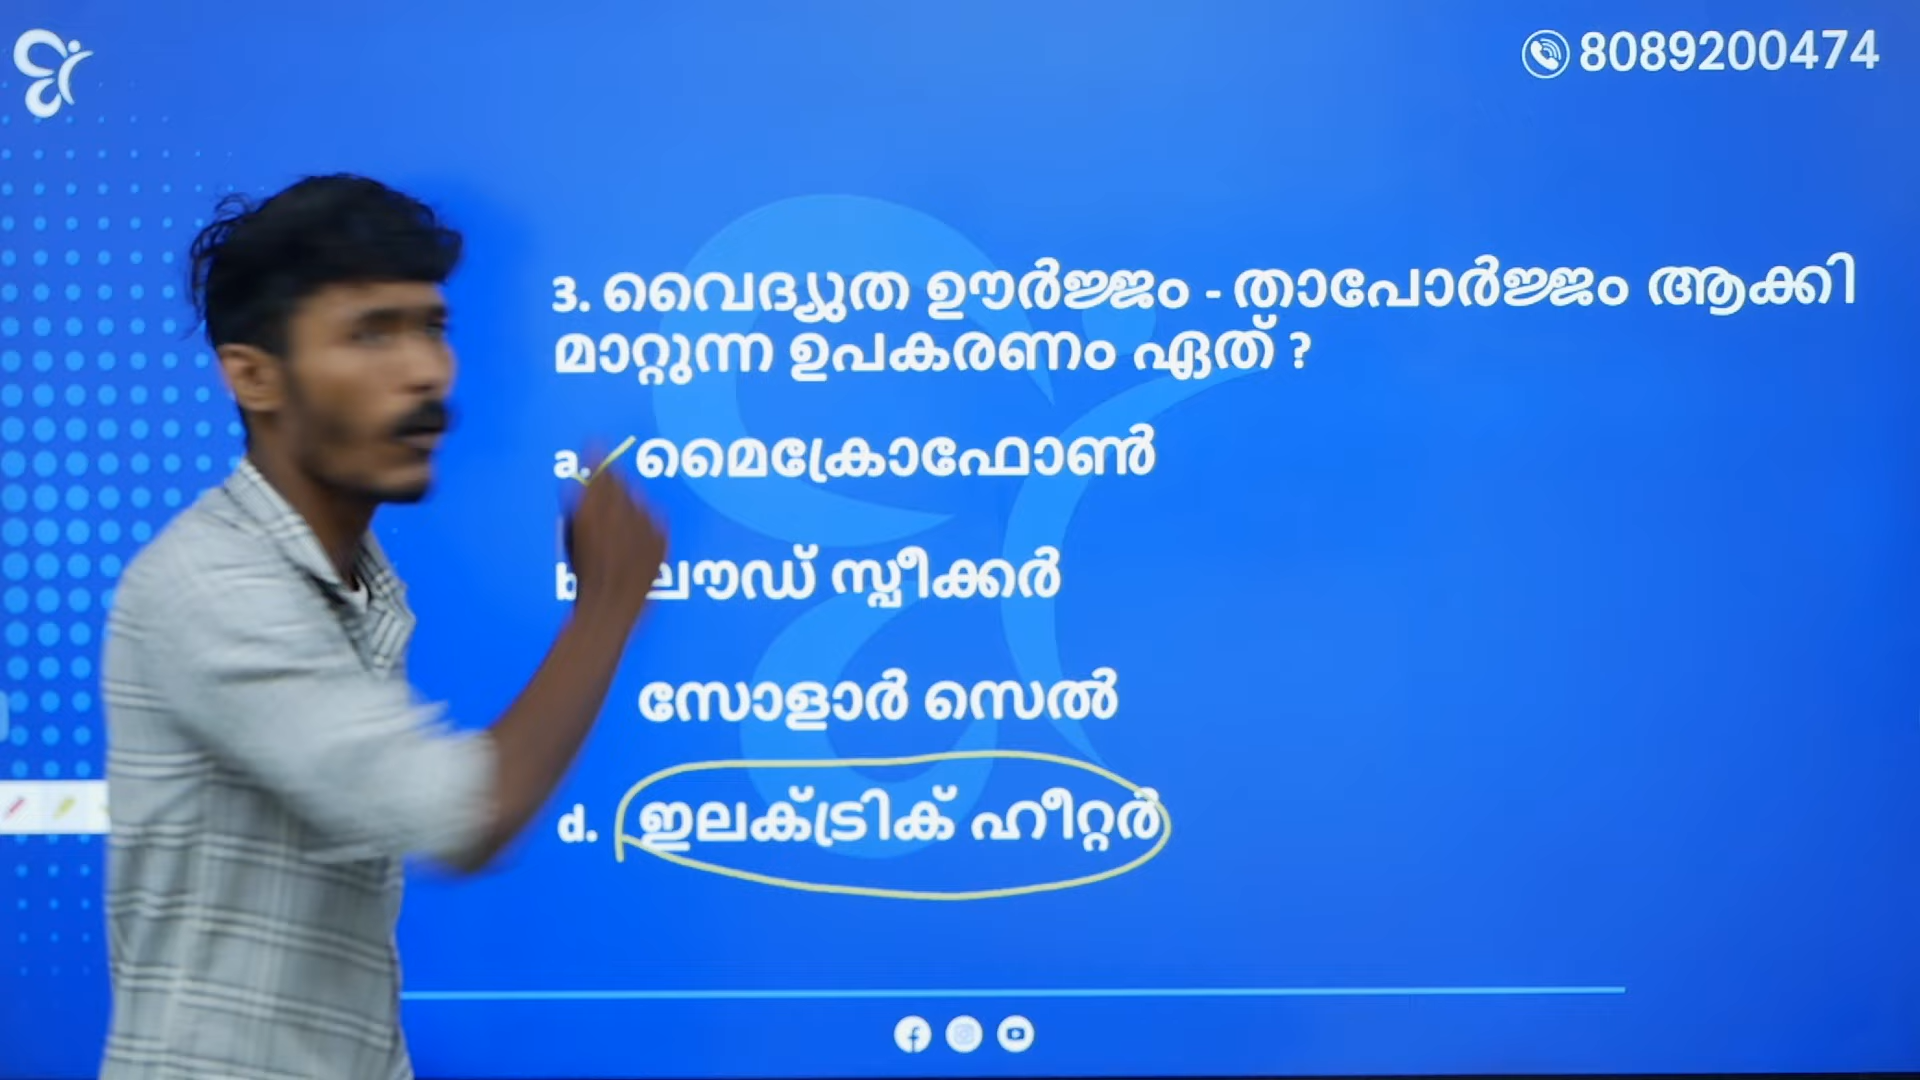 8089200474
3. വൈദ്യുത ഊർജ്ജം - താപോർജ്ജം ആക്കി
മാറ്റുന്ന ഉപകരണം ഏത് ?
a. മൈക്രോഫോൺ
b ലൗഡ് സ്പീക്കർ
സോളാർ സെൽ
d. ഇലക്ട്രിക് ഹീറ്റർ